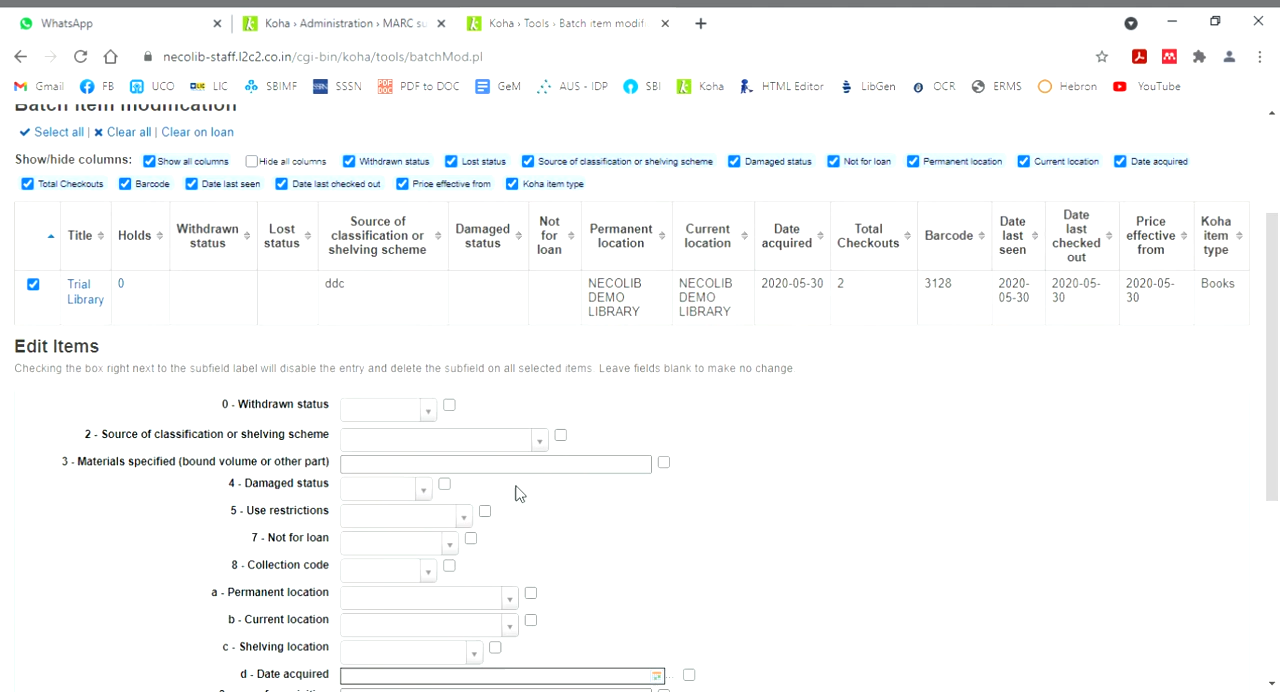 WhatsApp
Koha › Administration › MARC su
Koha › Tools › Batch item modif
necolib-staff.l2c2.co.in/cgi-bin/koha/tools/batchMod.pl
Gmail FB UCO LIC SBIMF SSSN PDF to DOC GeM AUS - IDP SBI Koha HTML Editor LibGen OCR ERMS Hebron YouTube
Batch item modification
Select all | Clear all | Clear on loan
Show/hide columns: Show all columns Hide all columns Withdrawn status Lost status Source of classification or shelving scheme Damaged status Not for loan Permanent location Current location Date acquired
Total Checkouts Barcode Date last seen Date last checked out Price effective from Koha item type
Title Holds Withdrawn status Lost status Source of classification or shelving scheme Damaged status Not for loan Permanent location Current location Date acquired Total Checkouts Barcode Date last seen Date last checked out Price effective from Koha item type
Trial Library 0 ddc NECOLIB DEMO LIBRARY NECOLIB DEMO LIBRARY 2020-05-30 2 3128 2020-05-30 2020-05-30 2020-05-30 Books
Edit Items
Checking the box right next to the subfield label will disable the entry and delete the subfield on all selected items. Leave fields blank to make no change.
0 - Withdrawn status
2 - Source of classification or shelving scheme
3 - Materials specified (bound volume or other part)
4 - Damaged status
5 - Use restrictions
7 - Not for loan
8 - Collection code
a - Permanent location
b - Current location
c - Shelving location
d - Date acquired